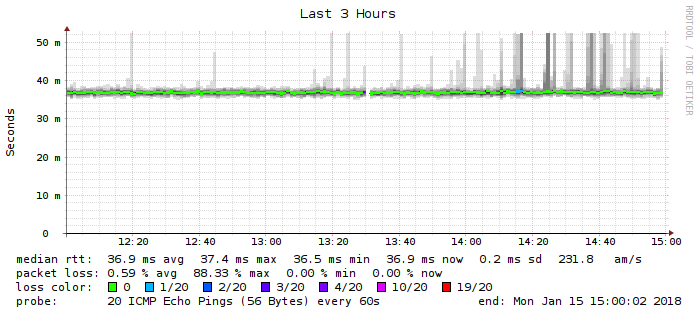 Last 3 Hours
RRDTOOL / TOBI OETIKER
Seconds
50 m
40 m
30 m
20 m
10 m
0
12:20 12:40 13:00 13:20 13:40 14:00 14:20 14:40 15:00
median rtt: 36.9 ms avg 37.4 ms max 36.5 ms min 36.9 ms now 0.2 ms sd 231.8 am/s
packet loss: 0.59 % avg 88.33 % max 0.00 % min 0.00 % now
loss color: 0 1/20 2/20 3/20 4/20 10/20 19/20
probe: 20 ICMP Echo Pings (56 Bytes) every 60s end: Mon Jan 15 15:00:02 2018